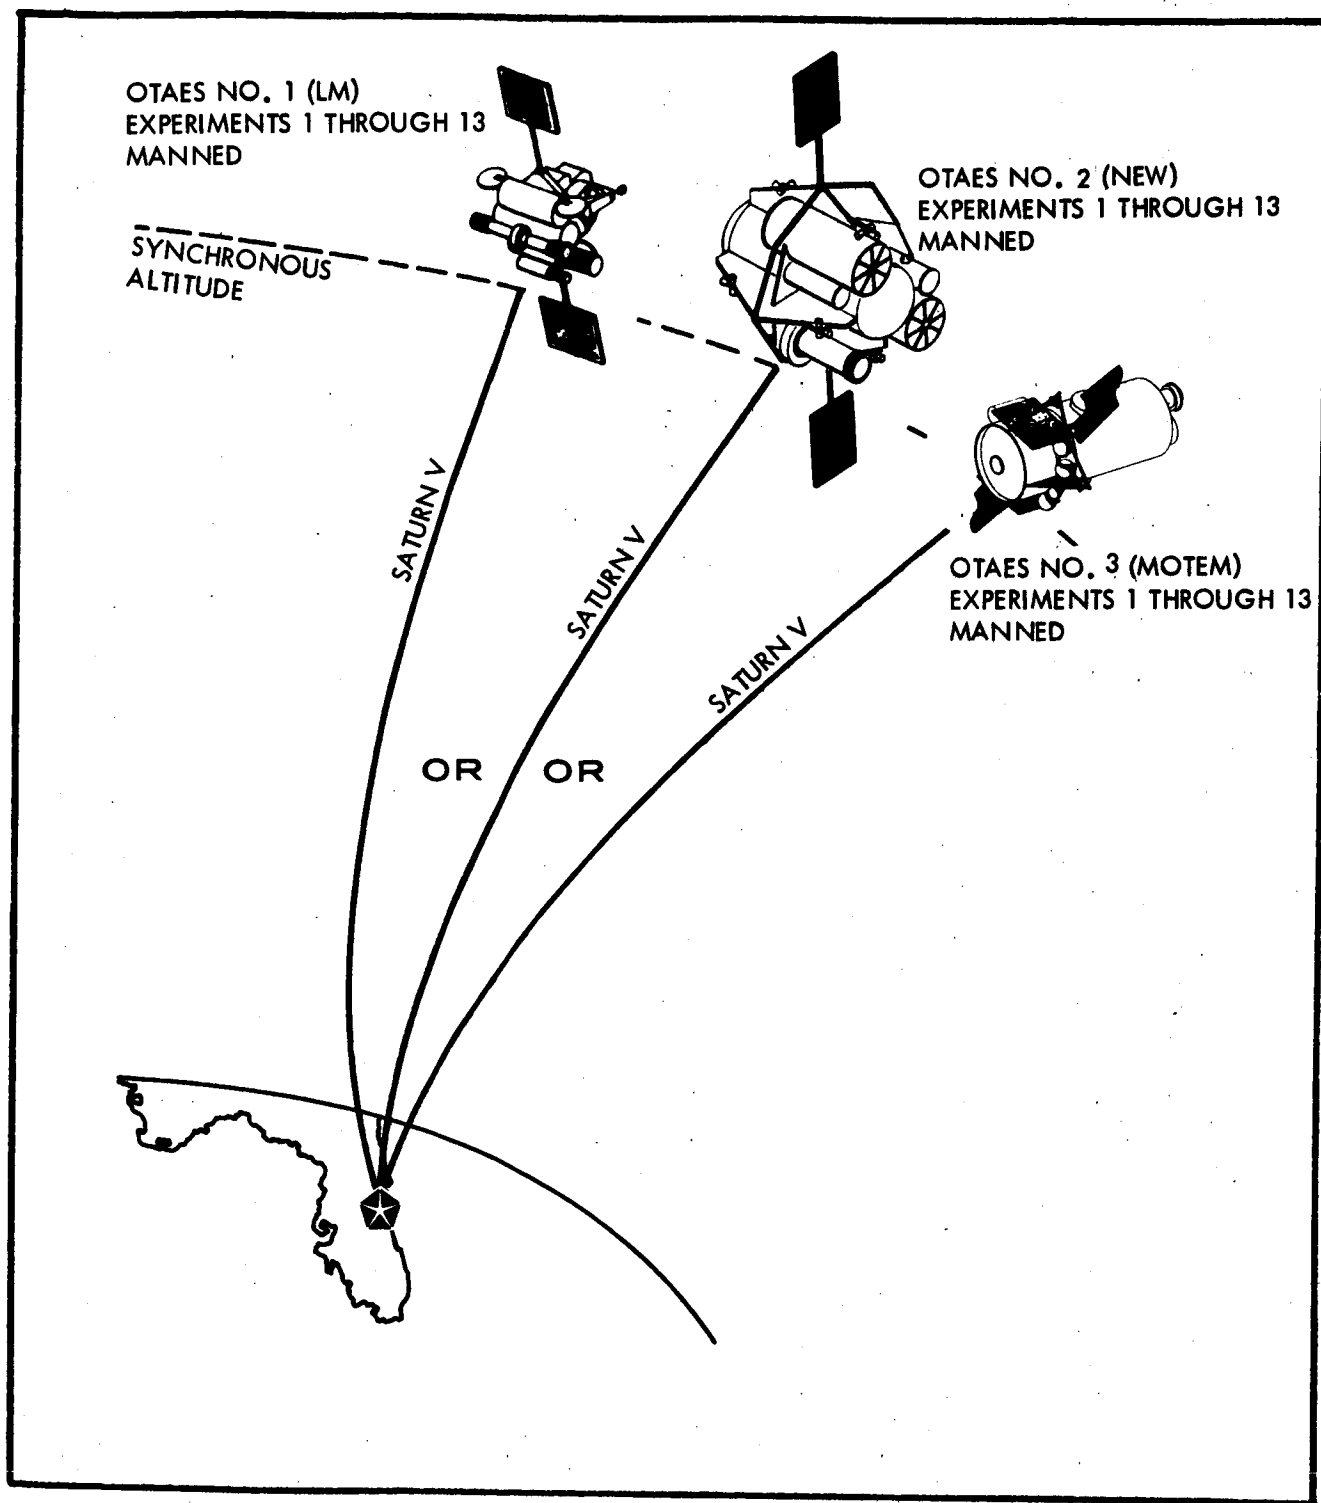 OTAES NO. 1 (LM)
EXPERIMENTS 1 THROUGH 13
MANNED
OTAES NO. 2 (NEW)
EXPERIMENTS 1 THROUGH 13
MANNED
SYNCHRONOUS
ALTITUDE
SATURN V
SATURN V
SATURN V
OTAES NO. 3 (MOTEM)
EXPERIMENTS 1 THROUGH 13
MANNED
OR
OR